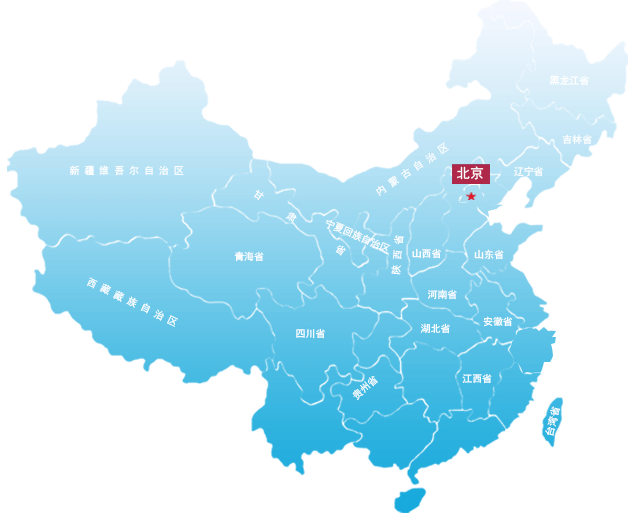 黑龙江省
吉林省
辽宁省
北京
内蒙古自治区
新疆维吾尔自治区
甘肃省
宁夏回族自治区
陕西省
山西省
山东省
青海省
西藏藏族自治区
河南省
安徽省
湖北省
四川省
江西省
贵州省
台湾省